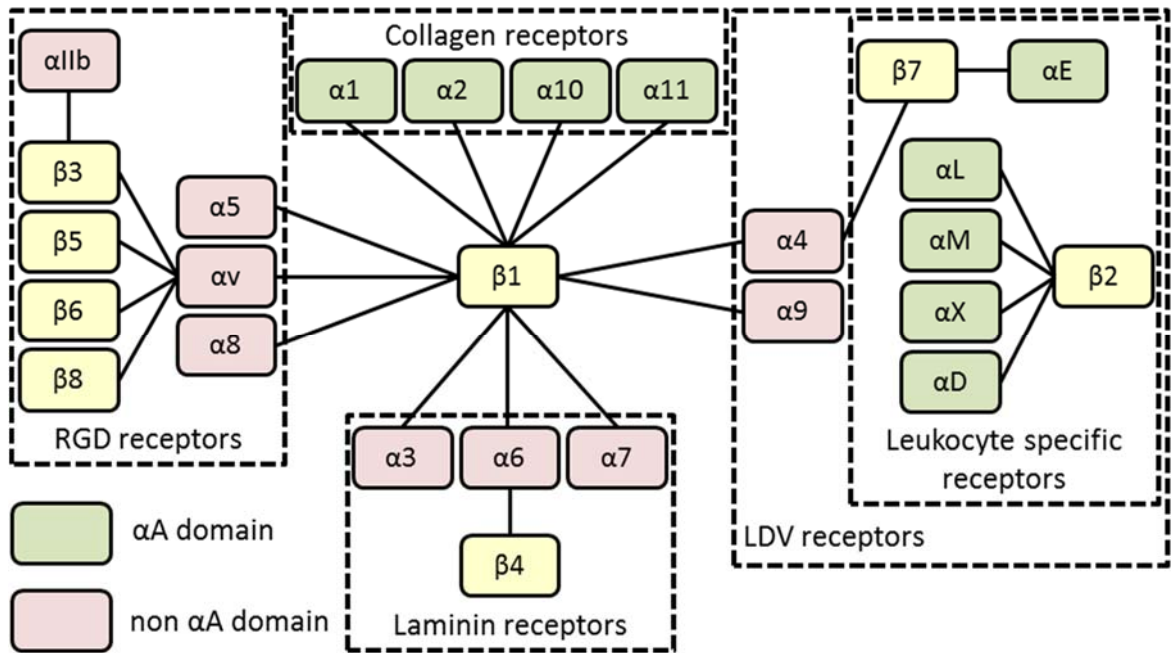 αIIb
β3
β5
β6
β8
α5
αv
α8
RGD receptors
Collagen receptors
α1
α2
α10
α11
β1
α3
α6
α7
β4
Laminin receptors
α4
α9
β7
αE
αL
αM
αX
αD
β2
Leukocyte specific
receptors
LDV receptors
αA domain
non αA domain